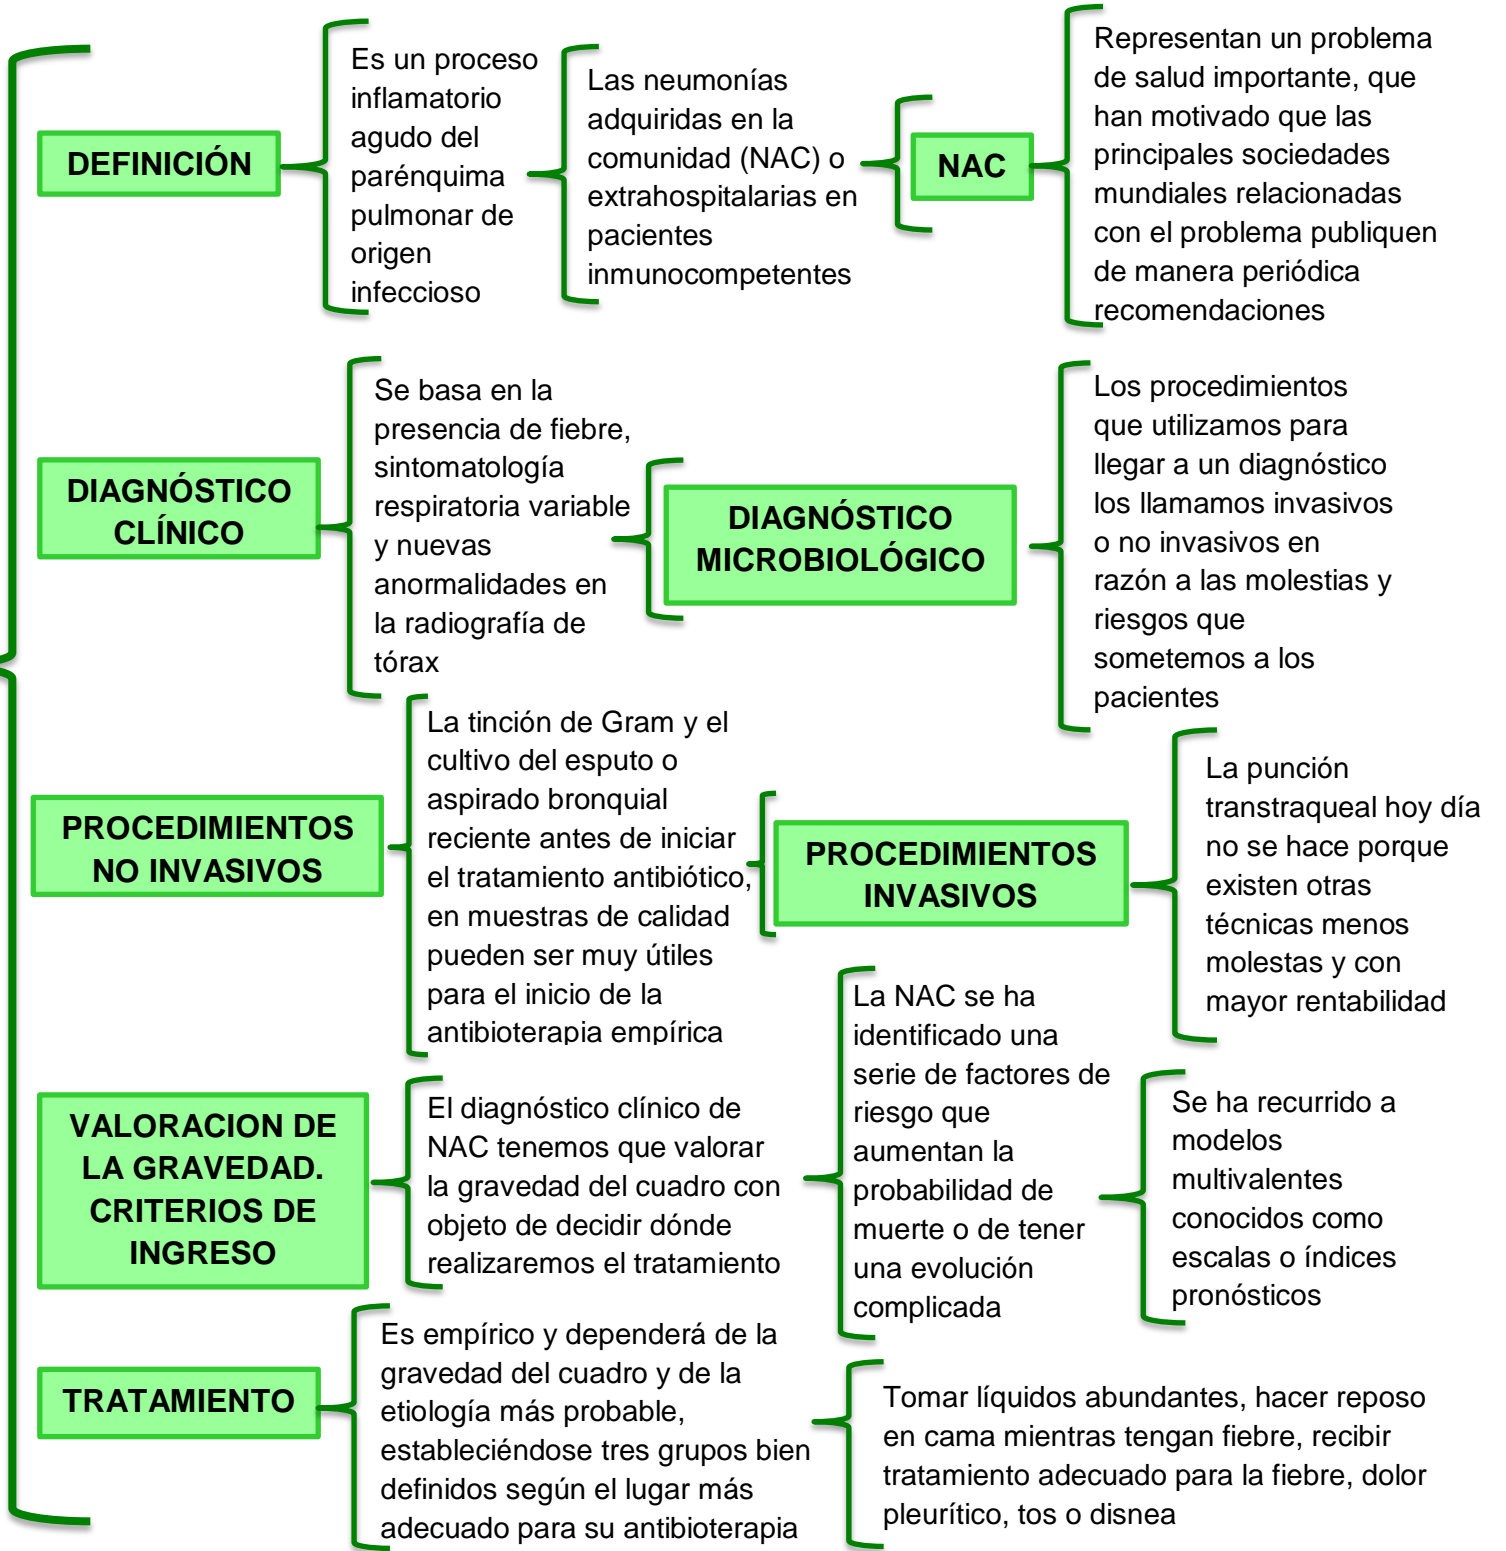 DEFINICIÓN
Es un proceso
inflamatorio
agudo del
parénquima
pulmonar de
origen
infeccioso
Las neumonías
adquiridas en la
comunidad (NAC) o
extrahospitalarias en
pacientes
inmunocompetentes
NAC
Representan un problema
de salud importante, que
han motivado que las
principales sociedades
mundiales relacionadas
con el problema publiquen
de manera periódica
recomendaciones
DIAGNÓSTICO
CLÍNICO
Se basa en la
presencia de fiebre,
sintomatología
respiratoria variable
y nuevas
anormalidades en
la radiografía de
tórax
DIAGNÓSTICO
MICROBIOLÓGICO
Los procedimientos
que utilizamos para
llegar a un diagnóstico
los llamamos invasivos
o no invasivos en
razón a las molestias y
riesgos que
sometemos a los
pacientes
PROCEDIMIENTOS
NO INVASIVOS
La tinción de Gram y el
cultivo del esputo o
aspirado bronquial
reciente antes de iniciar
el tratamiento antibiótico,
en muestras de calidad
pueden ser muy útiles
para el inicio de la
antibioterapia empírica
PROCEDIMIENTOS
INVASIVOS
La punción
transtraqueal hoy día
no se hace porque
existen otras
técnicas menos
molestas y con
mayor rentabilidad
VALORACION DE
LA GRAVEDAD.
CRITERIOS DE
INGRESO
El diagnóstico clínico de
NAC tenemos que valorar
la gravedad del cuadro con
objeto de decidir dónde
realizaremos el tratamiento
La NAC se ha
identificado una
serie de factores de
riesgo que
aumentan la
probabilidad de
muerte o de tener
una evolución
complicada
Se ha recurrido a
modelos
multivalentes
conocidos como
escalas o índices
pronósticos
TRATAMIENTO
Es empírico y dependerá de la
gravedad del cuadro y de la
etiología más probable,
estableciéndose tres grupos bien
definidos según el lugar más
adecuado para su antibioterapia
Tomar líquidos abundantes, hacer reposo
en cama mientras tengan fiebre, recibir
tratamiento adecuado para la fiebre, dolor
pleurítico, tos o disnea